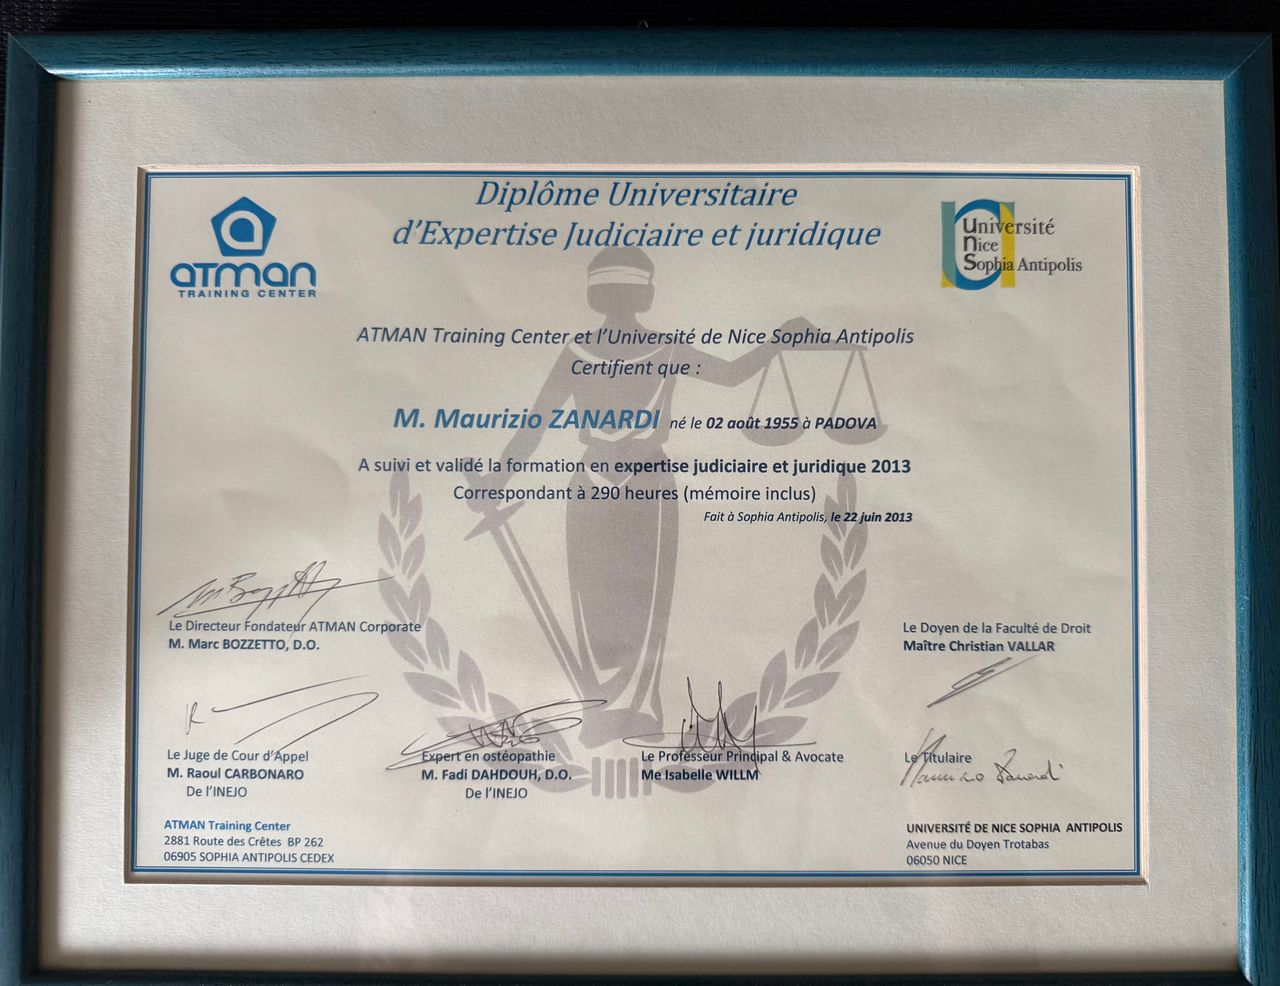 Diplôme Universitaire
d'Expertise Judiciaire et juridique
ATMAN
TRAINING CENTER
Université
Nice
Sophia Antipolis
ATMAN Training Center et l'Université de Nice Sophia Antipolis
Certifient que :
M. Maurizio ZANARDI né le 02 août 1955 à PADOVA
A suivi et validé la formation en expertise judiciaire et juridique 2013
Correspondant à 290 heures (mémoire inclus)
Fait à Sophia Antipolis, le 22 juin 2013
Le Directeur Fondateur ATMAN Corporate
M. Marc BOZZETTO, D.O.
Le Doyen de la Faculté de Droit
Maître Christian VALLAR
Le Juge de Cour d'Appel
M. Raoul CARBONARO
De l'INEJO
Expert en ostéopathie
M. Fadi DAHDOUH, D.O.
De l'INEJO
Le Professeur Principal & Avocate
Me Isabelle WILLM
Le Titulaire
Maurizio Zanardi
ATMAN Training Center
2881 Route des Crêtes BP 262
06905 SOPHIA ANTIPOLIS CEDEX
UNIVERSITÉ DE NICE SOPHIA ANTIPOLIS
Avenue du Doyen Trotabas
06050 NICE